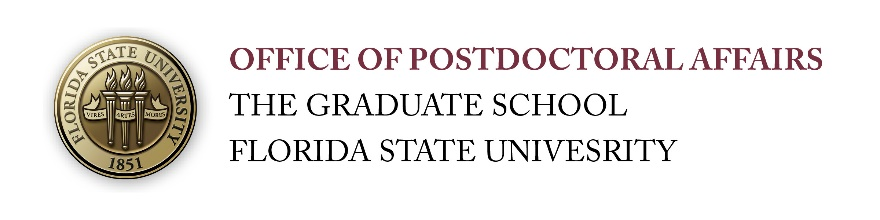 FLORIDA STATE UNIVERSITY
VIRES ARTES MORES
1851
OFFICE OF POSTDOCTORAL AFFAIRS
THE GRADUATE SCHOOL
FLORIDA STATE UNIVESRITY